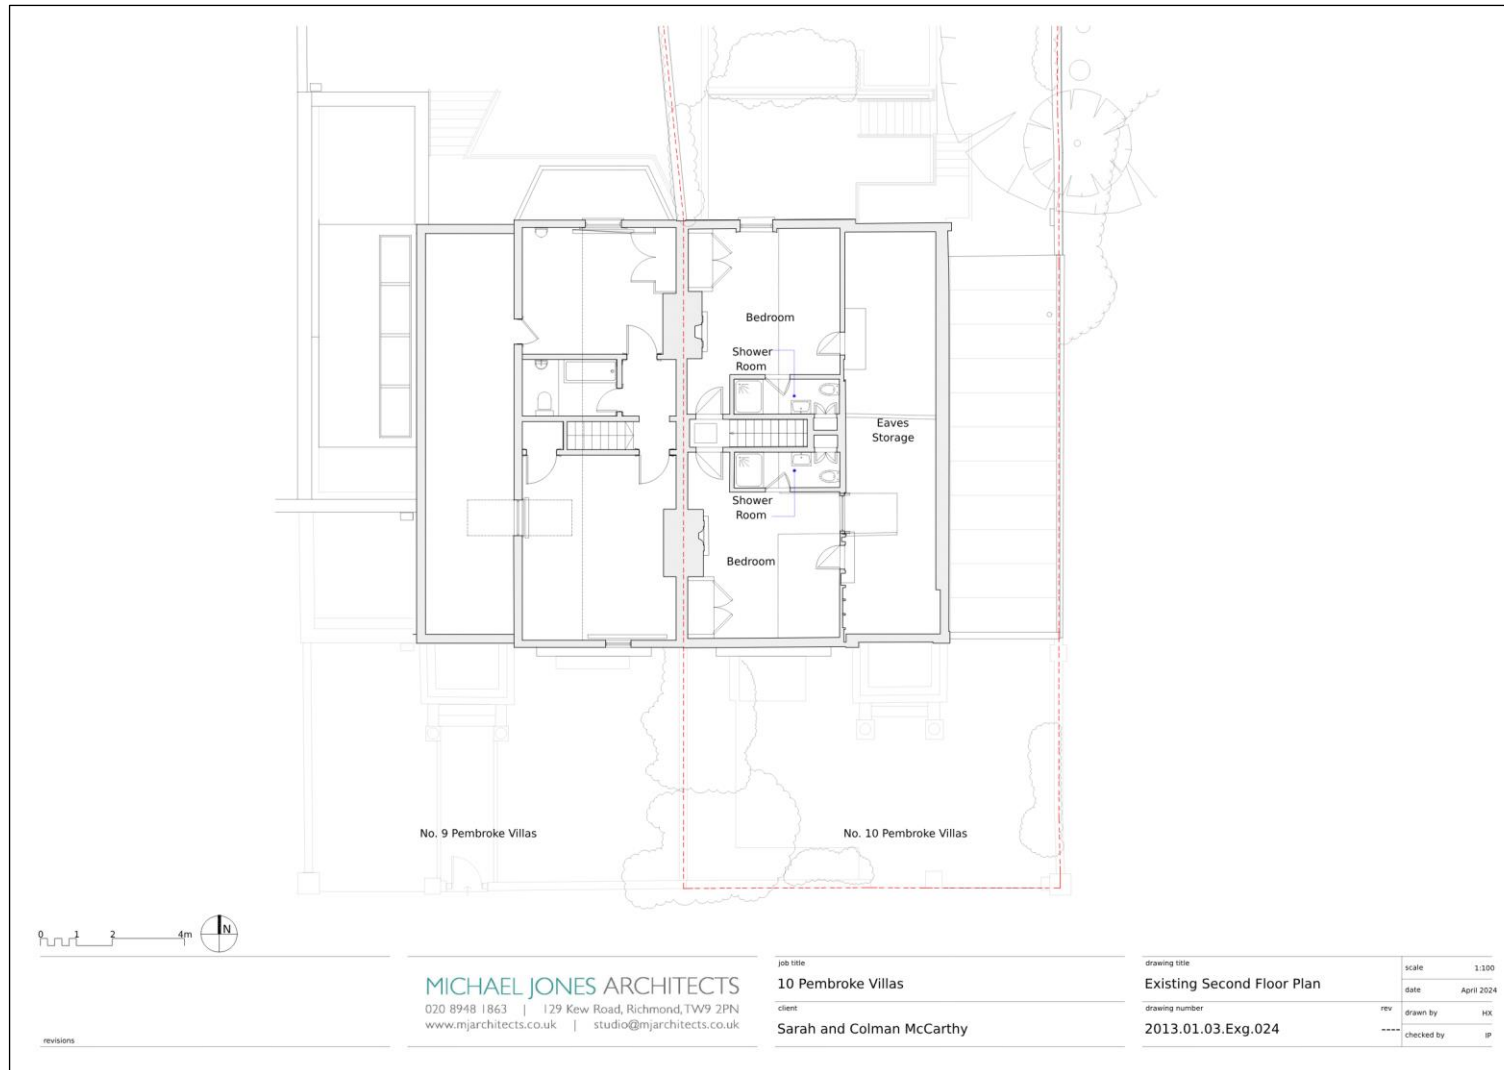 Bedroom
Shower
Room
Eaves
Storage
Shower
Room
Bedroom
No. 9 Pembroke Villas
No. 10 Pembroke Villas
0 1 2 4m
N
revisions
MICHAEL JONES ARCHITECTS
020 8948 1863 | 129 Kew Road, Richmond, TW9 2PN
www.mjarchitects.co.uk | studio@mjarchitects.co.uk
job title
10 Pembroke Villas
client
Sarah and Colman McCarthy
drawing title
Existing Second Floor Plan
drawing number rev
2013.01.03.Exg.024 ----
scale 1:100
date April 2024
drawn by HX
checked by IP